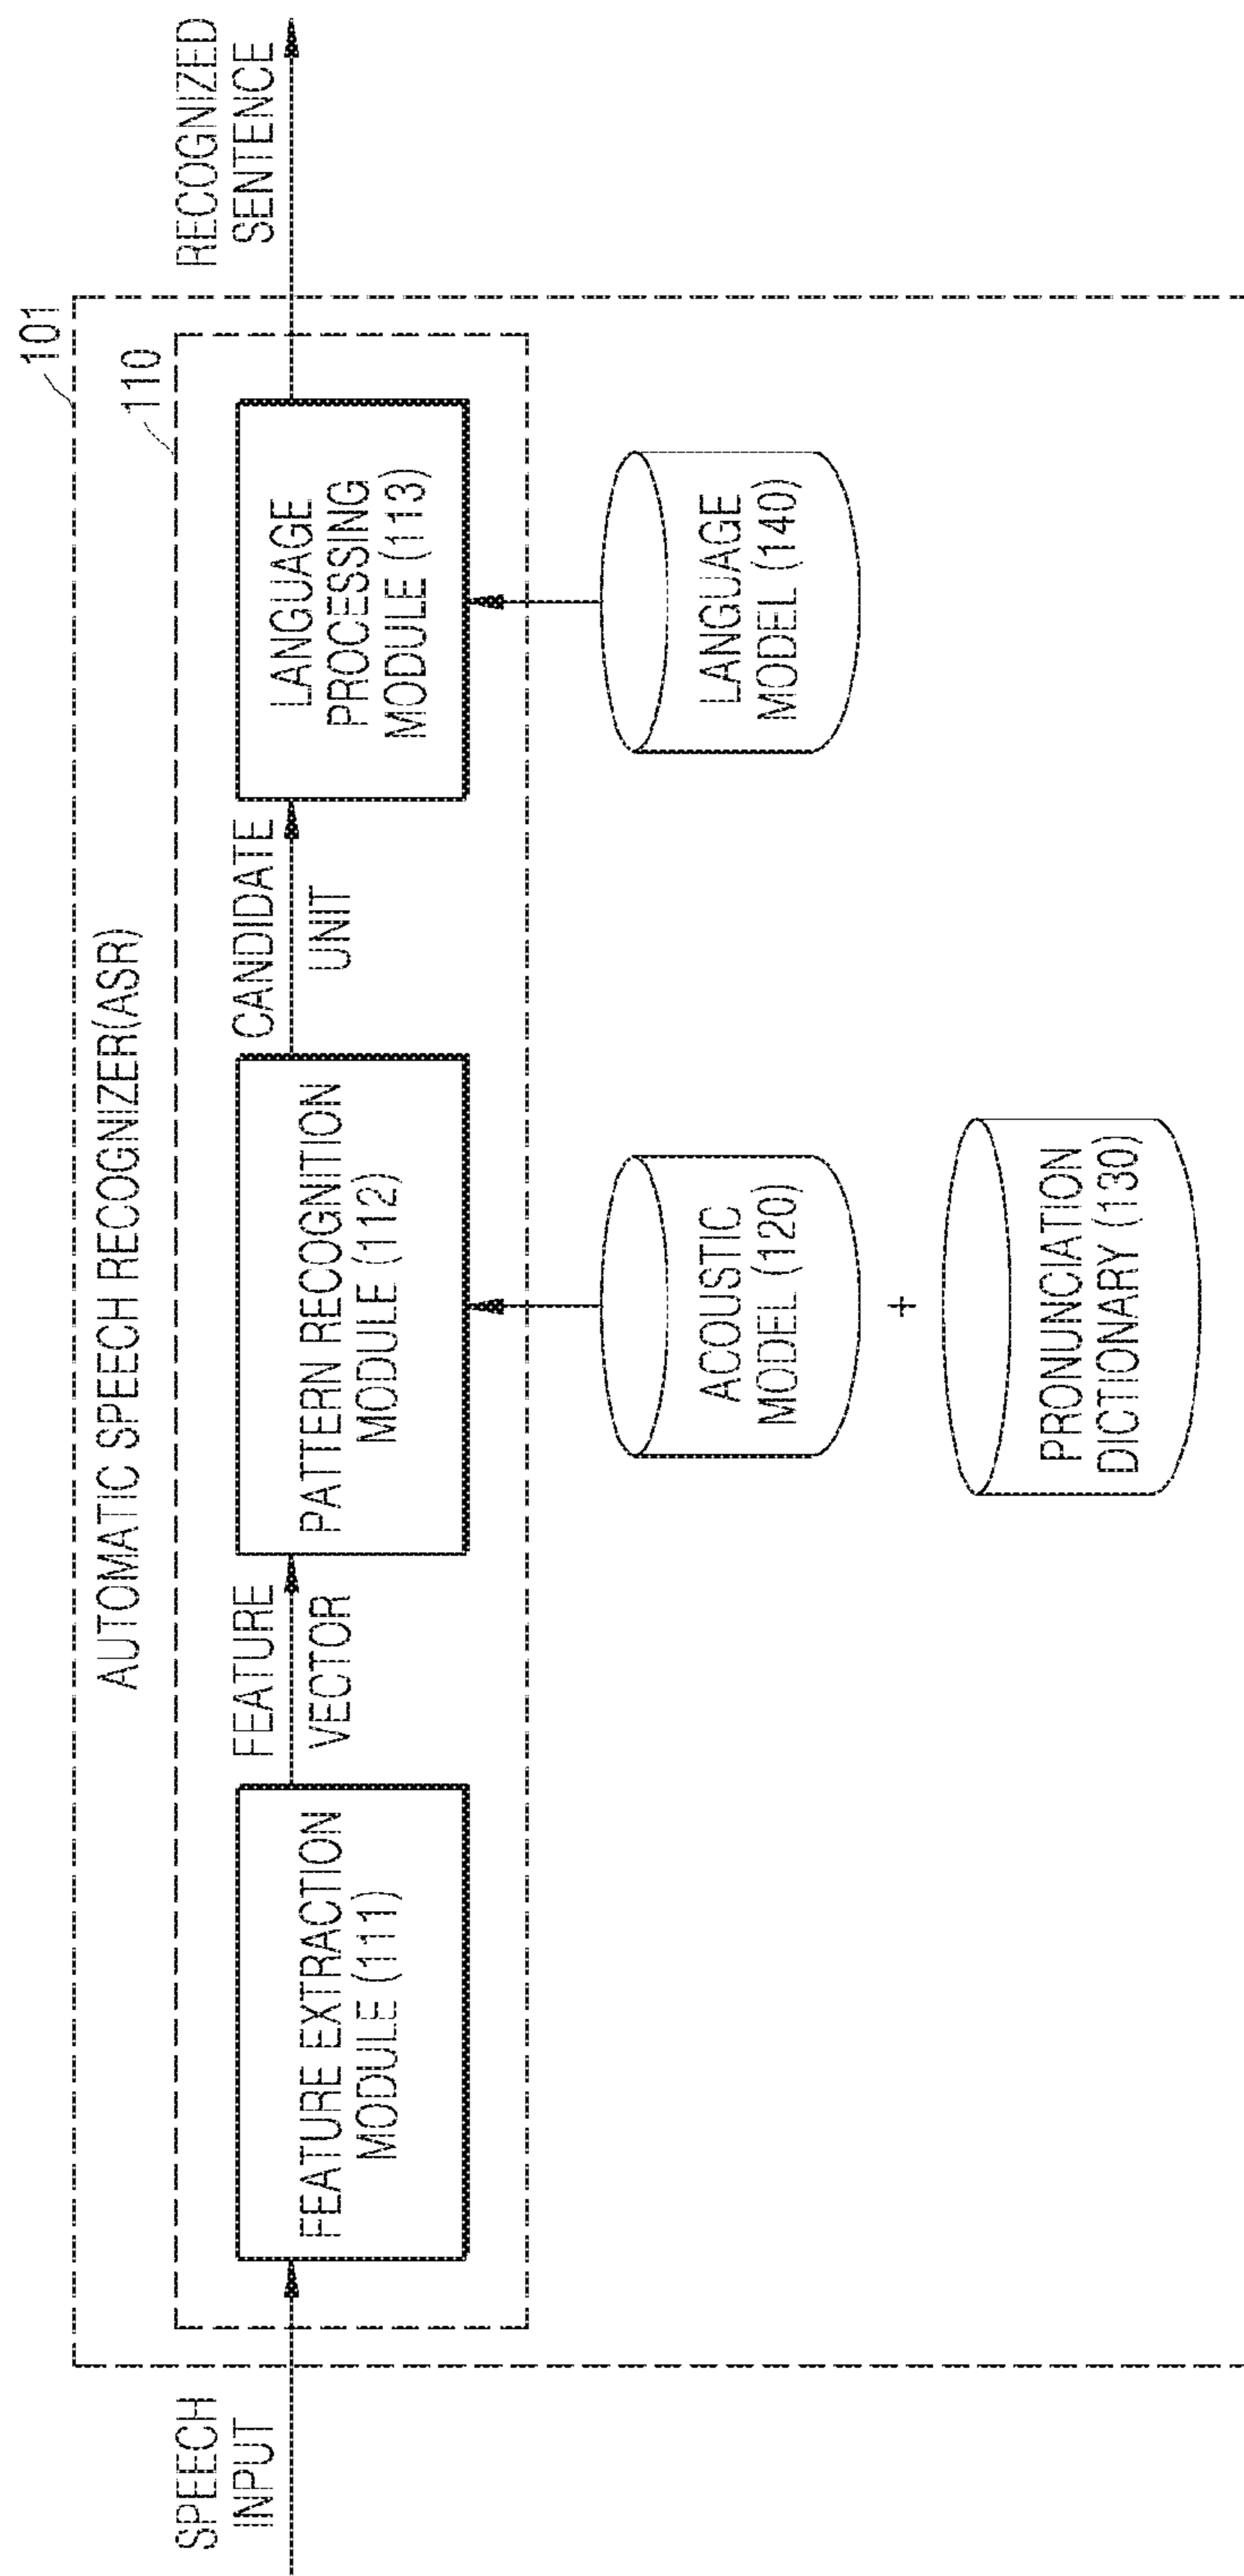 101
AUTOMATIC SPEECH RECOGNIZER(ASR)
110
SPEECH
INPUT
FEATURE EXTRACTION
MODULE (111)
FEATURE
VECTOR
PATTERN RECOGNITION
MODULE (112)
CANDIDATE
UNIT
LANGUAGE
PROCESSING
MODULE (113)
RECOGNIZED
SENTENCE
ACOUSTIC
MODEL (120)
+
PRONUNCIATION
DICTIONARY (130)
LANGUAGE
MODEL (140)